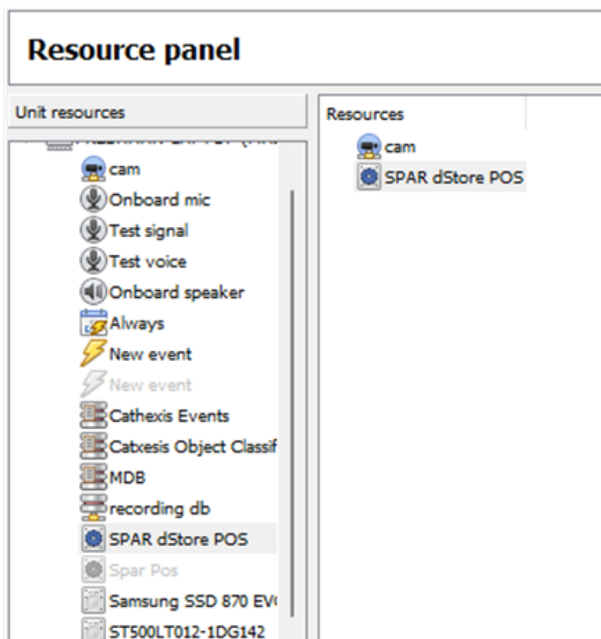 Resource panel
Unit resources
Resources
cam
Onboard mic
Test signal
Test voice
Onboard speaker
Always
New event
New event
Cathexis Events
Catxesis Object Classif
MDB
recording db
SPAR dStore POS
Spar Pos
Samsung SSD 870 EV
ST500LT012-1DG142
cam
SPAR dStore POS